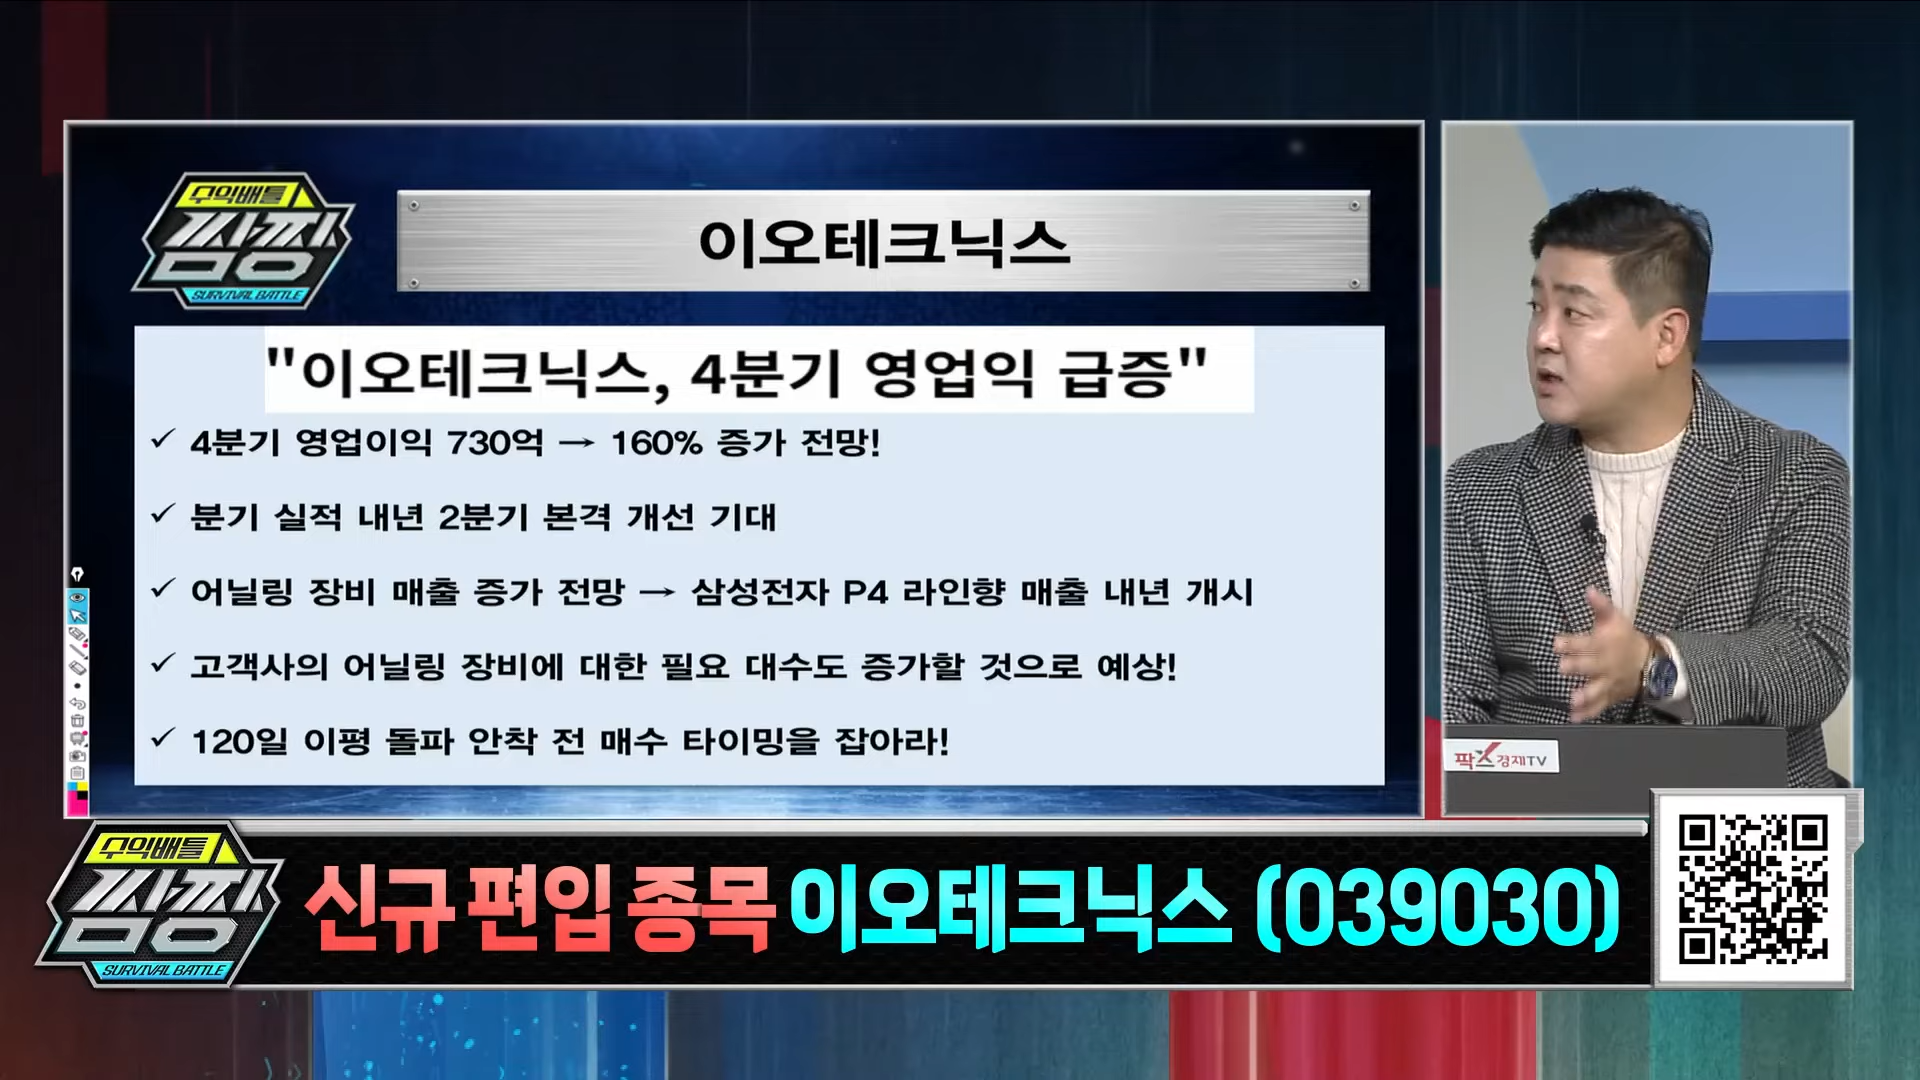 수익배틀
찜찡
SURVIVAL BATTLE
이오테크닉스
"이오테크닉스, 4분기 영업익 급증"
✓ 4분기 영업이익 730억 → 160% 증가 전망!
✓ 분기 실적 내년 2분기 본격 개선 기대
✓ 어닐링 장비 매출 증가 전망 → 삼성전자 P4 라인향 매출 내년 개시
✓ 고객사의 어닐링 장비에 대한 필요 대수도 증가할 것으로 예상!
✓ 120일 이평 돌파 안착 전 매수 타이밍을 잡아라!
팍스경제TV
수익배틀
찜찡
SURVIVAL BATTLE
신규 편입 종목 이오테크닉스 (039030)